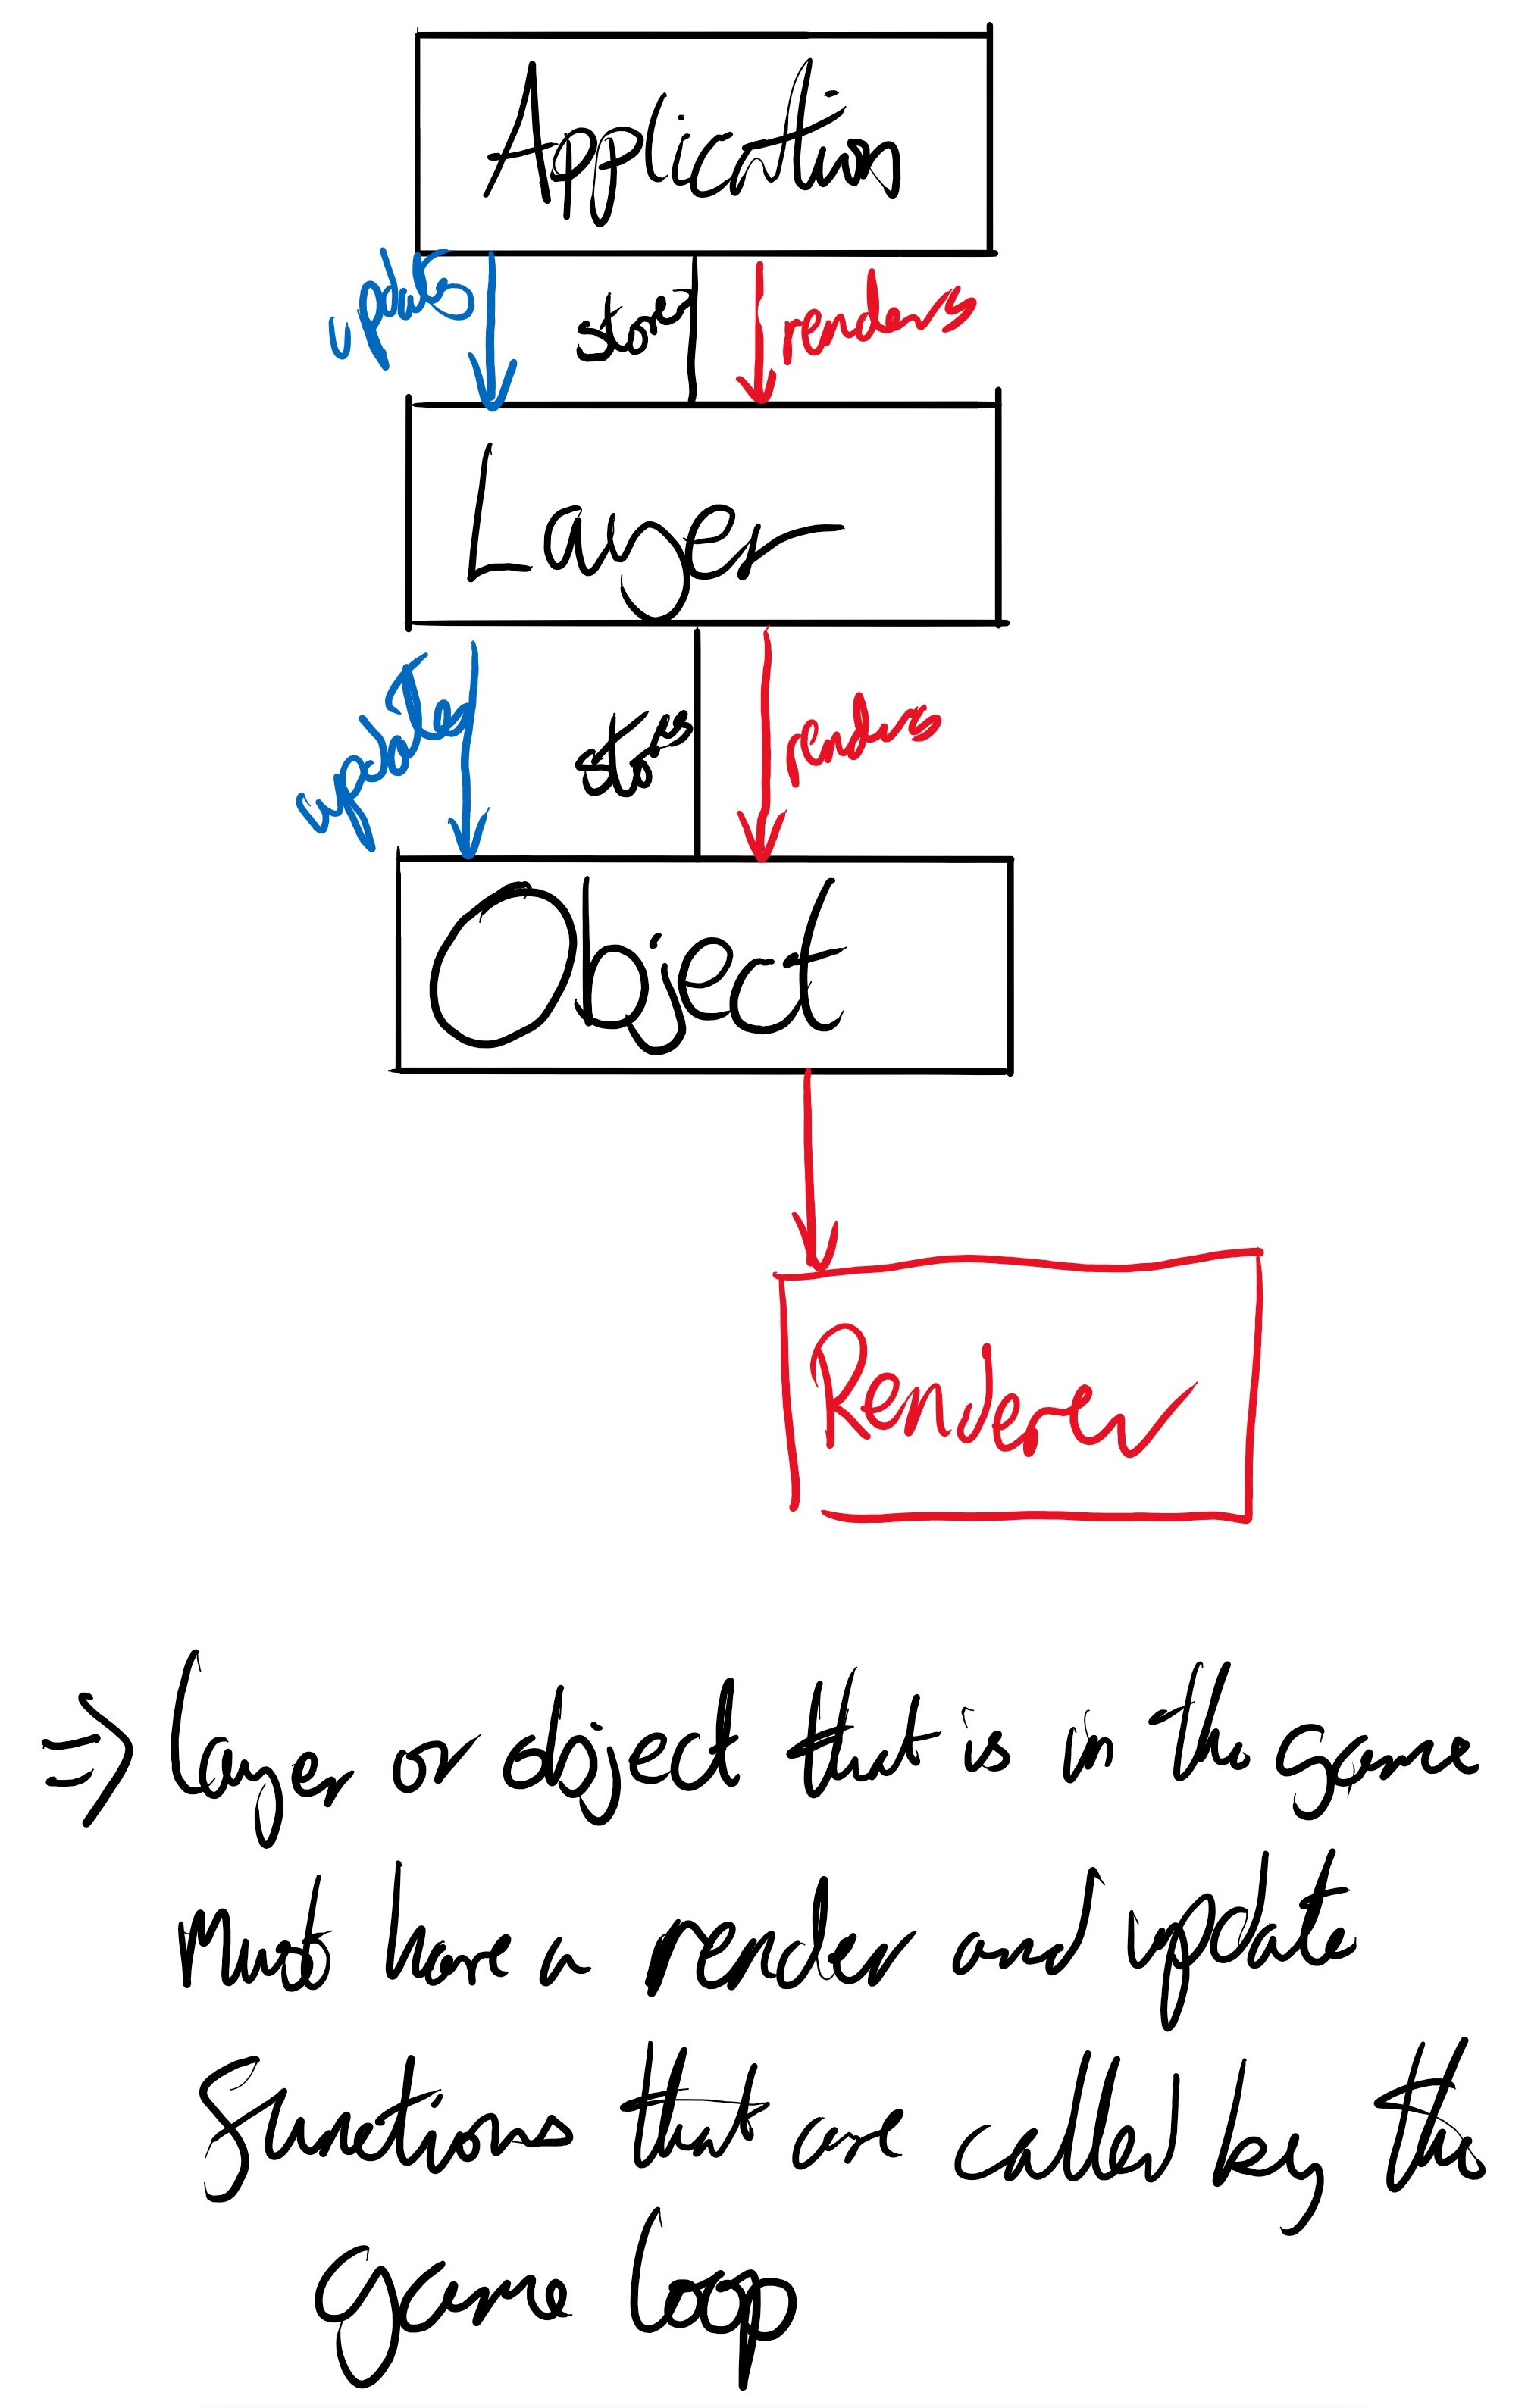 Application
updates stores renders
Layer
updates stores renders
Object
Renderer
=> Layer or object that is in the game
must have a render and update
functions that are called by the
game loop